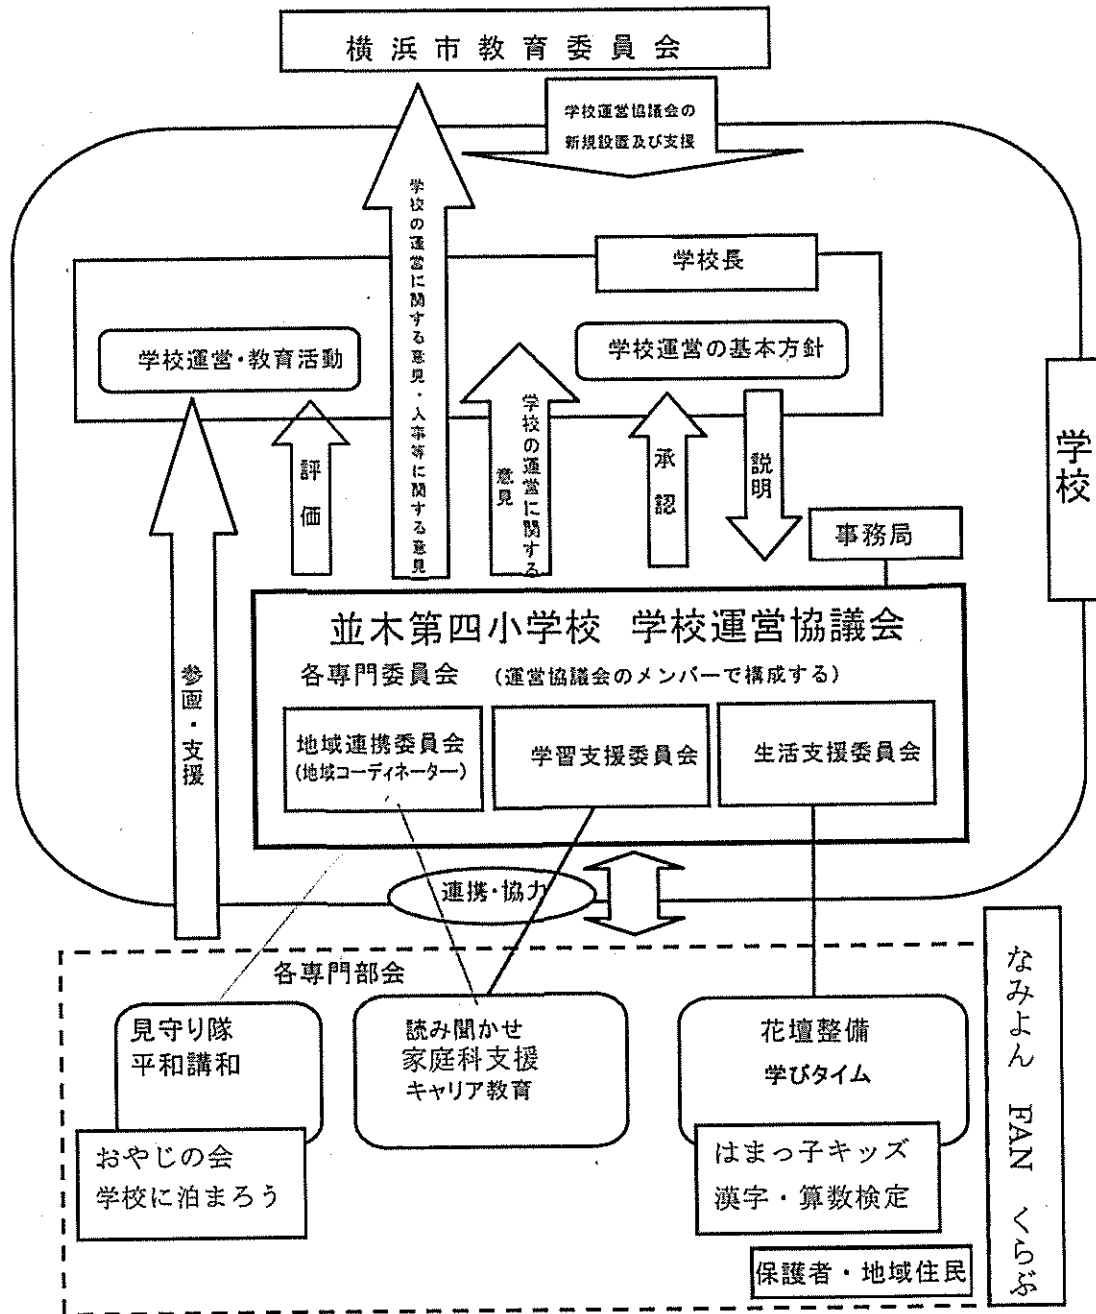 横浜市教育委員会
学校運営協議会の
新規設置及び支援
学校の運営に関する意見・人事等に関する意見
学校長
学校運営・教育活動
学校運営の基本方針
学校
評価
学校の運営に関する
意見
承認
説明
事務局
参画・支援
並木第四小学校 学校運営協議会
各専門委員会 (運営協議会のメンバーで構成する)
地域連携委員会
(地域コーディネーター)
学習支援委員会
生活支援委員会
連携・協力
各専門部会
見守り隊
平和講和
おやじの会
学校に泊まろう
読み聞かせ
家庭科支援
キャリア教育
花壇整備
学びタイム
はまっ子キッズ
漢字・算数検定
保護者・地域住民
なみよん FAN くらぶ